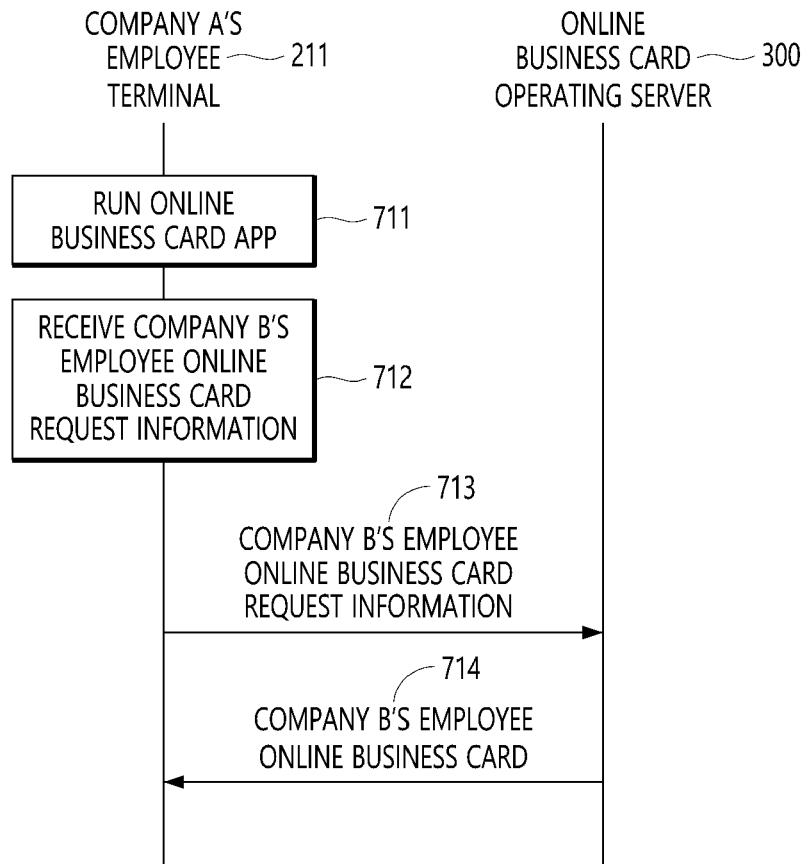 COMPANY A'S
EMPLOYEE
TERMINAL
211
ONLINE
BUSINESS CARD
OPERATING SERVER
300
RUN ONLINE
BUSINESS CARD APP
711
RECEIVE COMPANY B'S
EMPLOYEE ONLINE
BUSINESS CARD
REQUEST INFORMATION
712
713
COMPANY B'S EMPLOYEE
ONLINE BUSINESS CARD
REQUEST INFORMATION
714
COMPANY B'S EMPLOYEE
ONLINE BUSINESS CARD